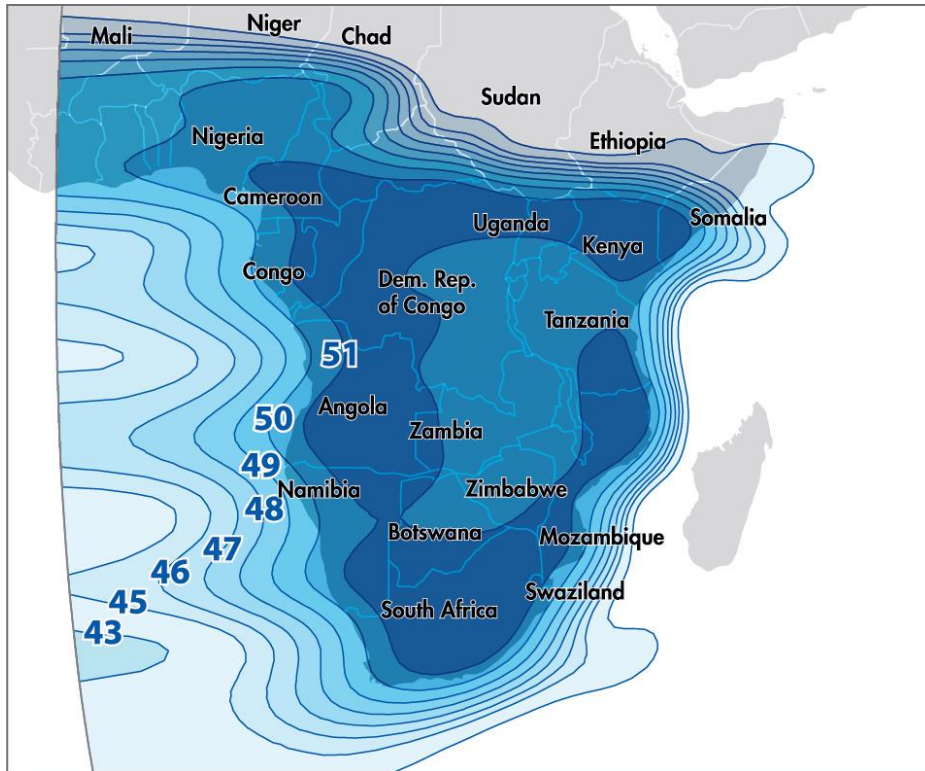 Niger
Mali
Chad
Sudan
Nigeria
Ethiopia
Cameroon
Uganda
Somalia
Kenya
Congo
Dem. Rep.
of Congo
Tanzania
51
Angola
50
Zambia
49
Namibia
Zimbabwe
48
Botswana
Mozambique
47
46
Swaziland
45
South Africa
43